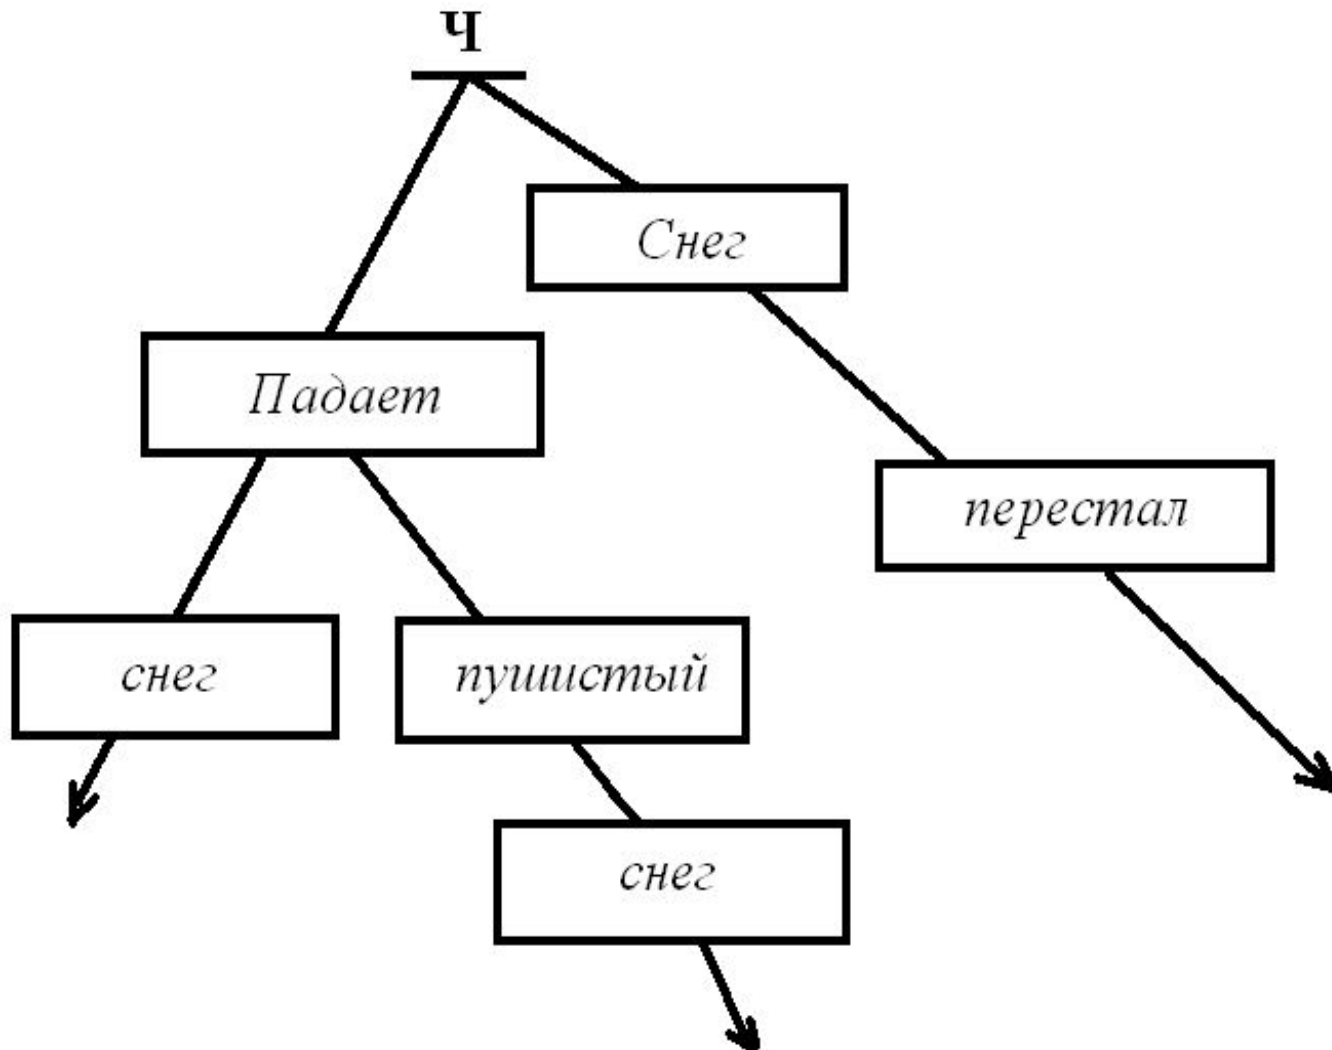 Ч
Снег
Падает
перестал
снег
пушистый
снег